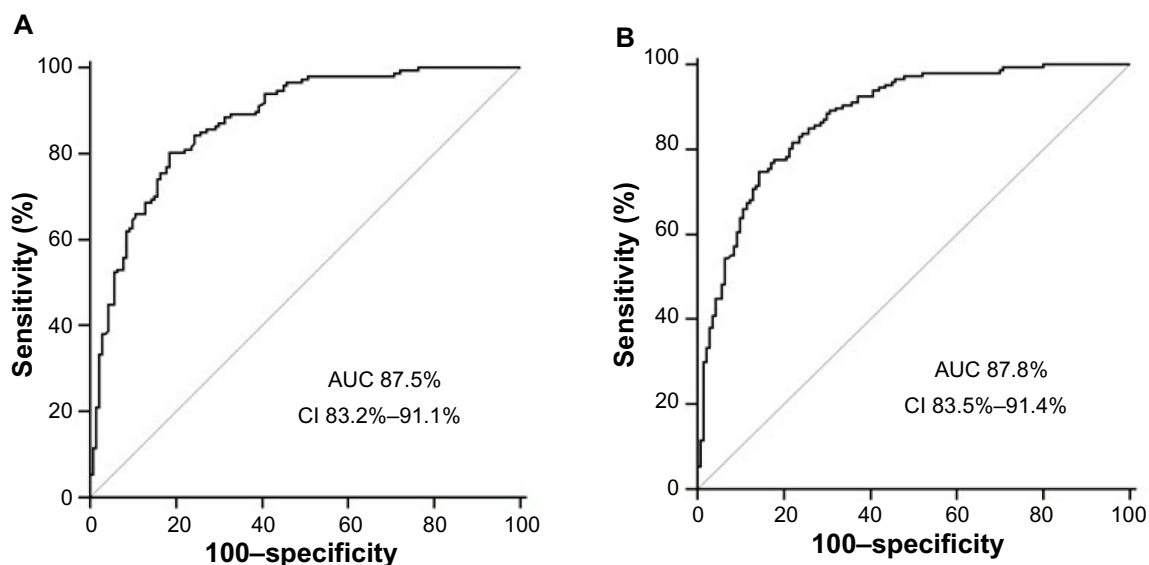 A
Sensitivity (%)
100
80
60
40
20
0
AUC 87.5%
CI 83.2%–91.1%
0 20 40 60 80 100
100–specificity
B
Sensitivity (%)
100
80
60
40
20
0
AUC 87.8%
CI 83.5%–91.4%
0 20 40 60 80 100
100–specificity